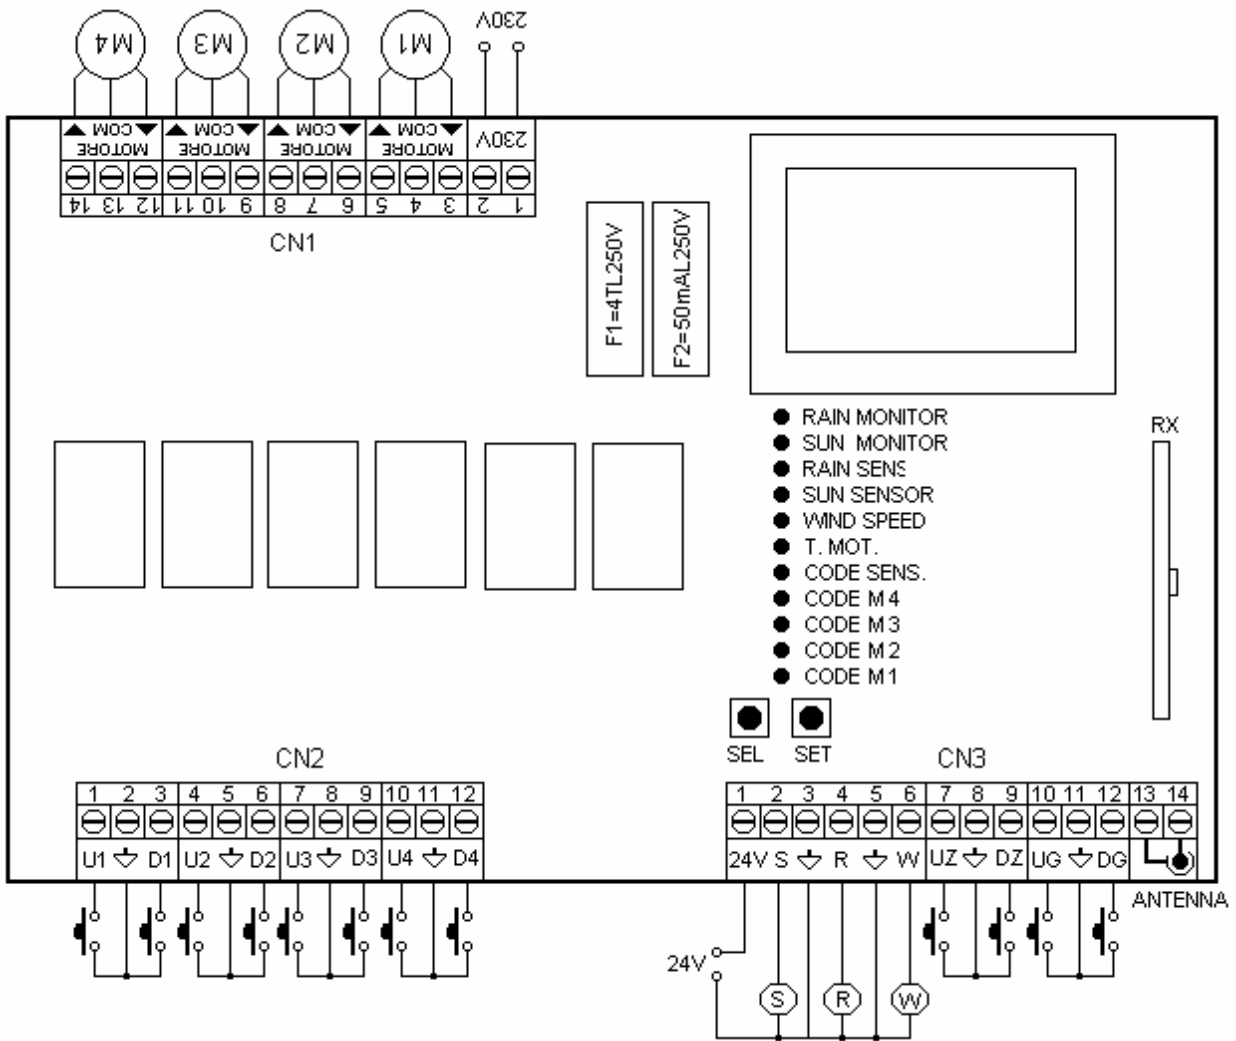 M4 M3 M2 M1 230V
COM COM COM COM
MOTORE MOTORE MOTORE MOTORE 230V
14 13 12 11 10 9 8 7 6 5 4 3 2 1
CN1
F1=4TL250V
F2=50mAL250V
RAIN MONITOR
SUN MONITOR
RAIN SENS
SUN SENSOR
WIND SPEED
T. MOT.
CODE SENS.
CODE M4
CODE M3
CODE M2
CODE M1
RX
SEL SET
CN2
1 2 3 4 5 6 7 8 9 10 11 12
U1 D1 U2 D2 U3 D3 U4 D4
CN3
1 2 3 4 5 6 7 8 9 10 11 12 13 14
24V S R W UZ DZ UG DG
ANTENNA
24V
S R W